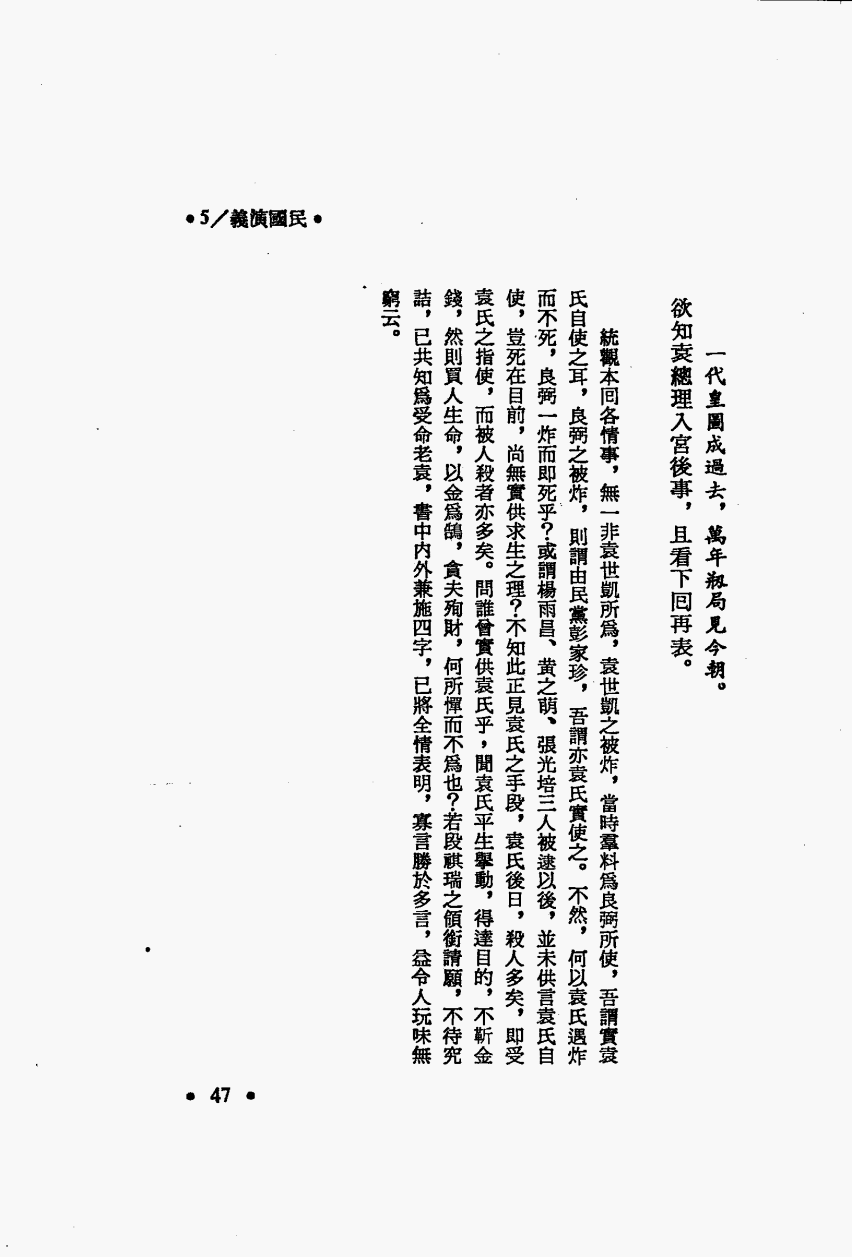 •5／義演國民•
一代皇圖成過去，萬年剏局見今朝。
欲知袁總理入宮後事，且看下回再表。
統觀本回各情事，無一非袁世凱所爲，袁世凱之被炸，當時羣料爲良弼所使，吾謂實袁
氏自使之耳，良弼之被炸，則謂由民黨彭家珍，吾謂亦袁氏實使之。不然，何以袁氏遇炸
而不死，良弼一炸而即死乎？或謂楊雨昌、黃之萌、張光培三人被逮以後，並未供言袁氏自
使，豈死在目前，尚無實供求生之理？不知此正見袁氏之手段，袁氏後日，殺人多矣，即受
袁氏之指使，而被人殺者亦多矣。問誰曾實供袁氏乎，聞袁氏平生舉動，得達目的，不靳金
錢，然則買人生命，以金爲鵠，貪夫殉財，何所憚而不爲也？若段祺瑞之領銜請願，不待究
詰，已共知爲受命老袁，書中內外兼施四字，已將全情表明，寡言勝於多言，益令人玩味無
窮云。
• 47 •